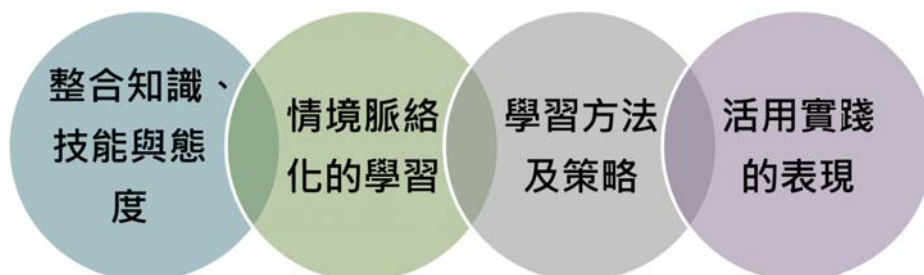 整合知識、
技能與態
度
情境脈絡
化的學習
學習方法
及策略
活用實踐
的表現